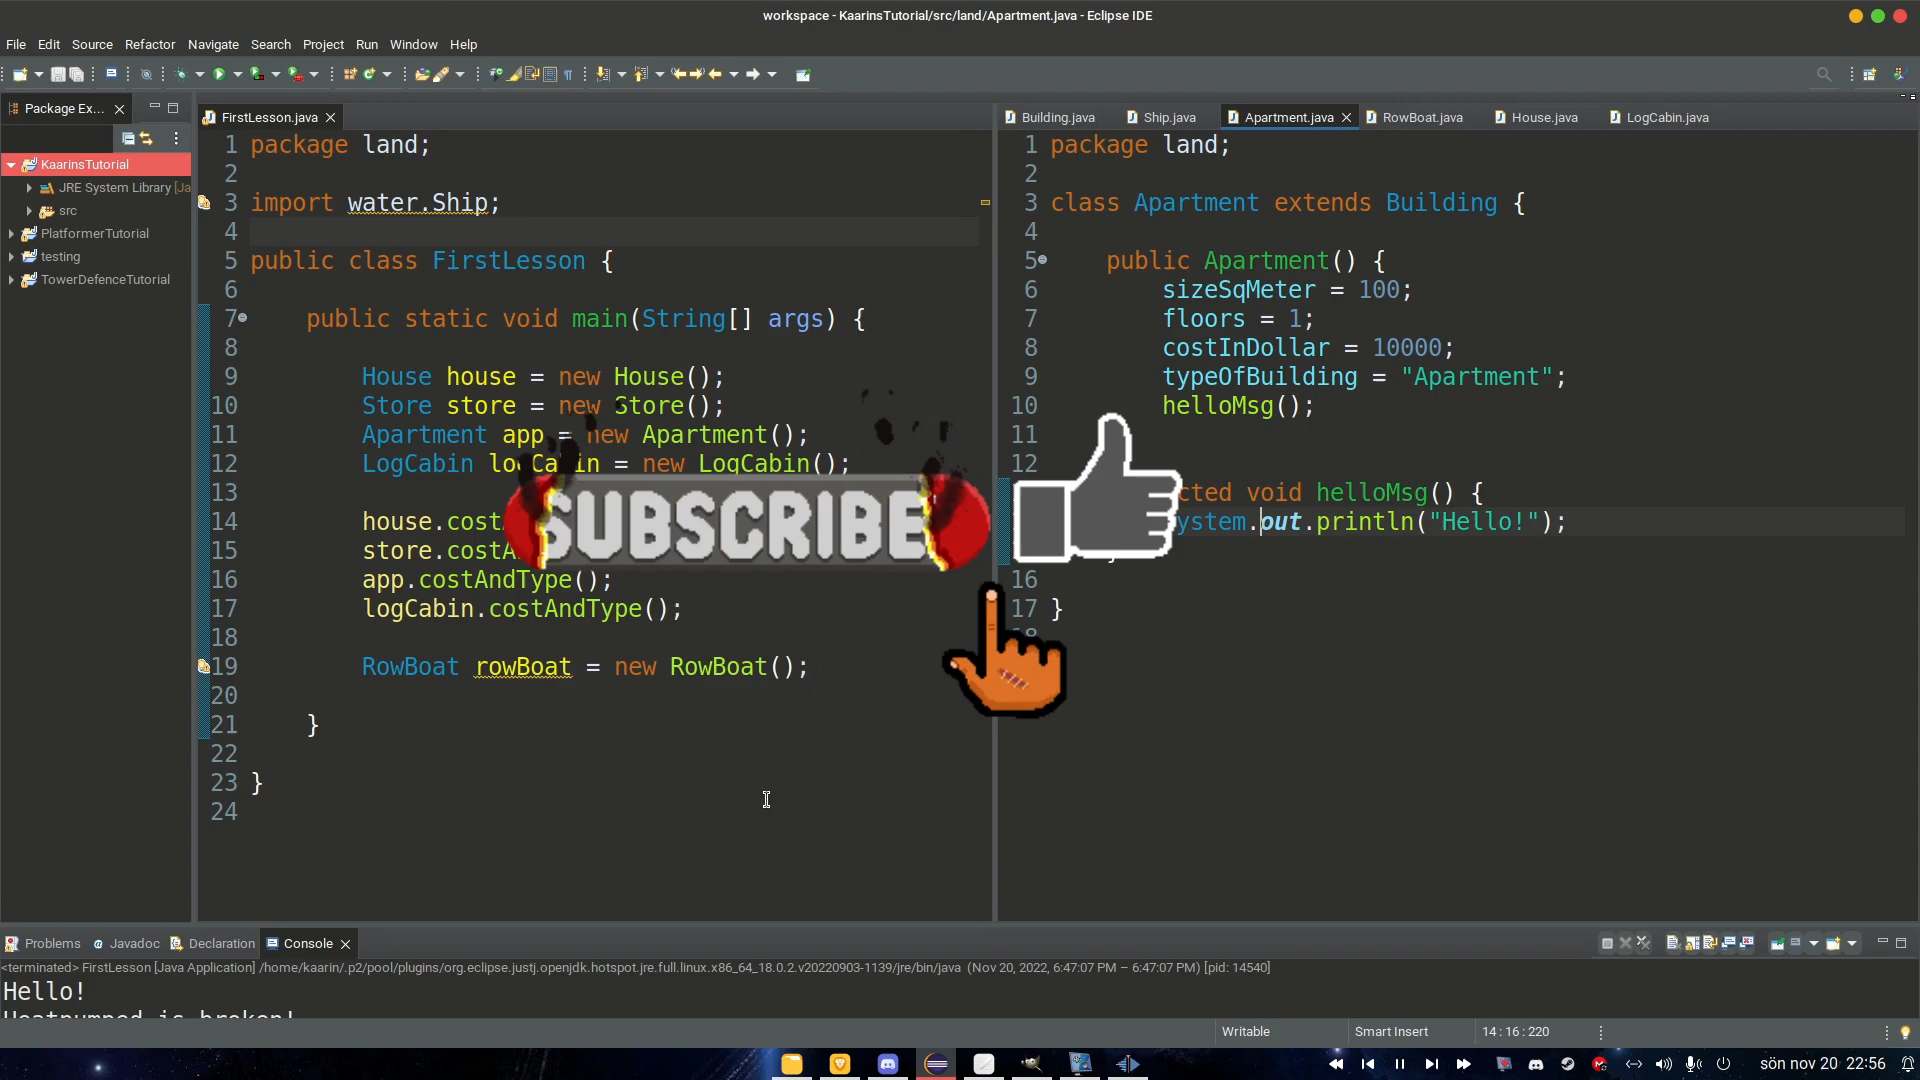 workspace - KaarinsTutorial/src/land/Apartment.java - Eclipse IDE
File Edit Source Refactor Navigate Search Project Run Window Help
Package Ex...
KaarinsTutorial
JRE System Library [Ja
src
PlatformerTutorial
testing
TowerDefenceTutorial
FirstLesson.java
1 package land;
2
3 import water.Ship;
4
5 public class FirstLesson {
6
7 public static void main(String[] args) {
8
9 House house = new House();
10 Store store = new Store();
11 Apartment app = new Apartment();
12 LogCabin logCabin = new LogCabin();
13
14 house.cost
15 store.costA
16 app.costAndType();
17 logCabin.costAndType();
18
19 RowBoat rowBoat = new RowBoat();
20
21 }
22
23 }
24
SUBSCRIBE
Building.java Ship.java Apartment.java RowBoat.java House.java LogCabin.java
1 package land;
2
3 class Apartment extends Building {
4
5 public Apartment() {
6 sizeSqMeter = 100;
7 floors = 1;
8 costInDollar = 10000;
9 typeOfBuilding = "Apartment";
10 helloMsg();
11
12
cted void helloMsg() {
ystem.out.println("Hello!");
16
17 }
18
Problems Javadoc Declaration Console
<terminated> FirstLesson [Java Application] /home/kaarin/.p2/pool/plugins/org.eclipse.justj.openjdk.hotspot.jre.full.linux.x86_64_18.0.2.v20220903-1139/jre/bin/java (Nov 20, 2022, 6:47:07 PM – 6:47:07 PM) [pid: 14540]
Hello!
Heatpumped is broken!
Writable Smart Insert 14 : 16 : 220
sön nov 20 22:56